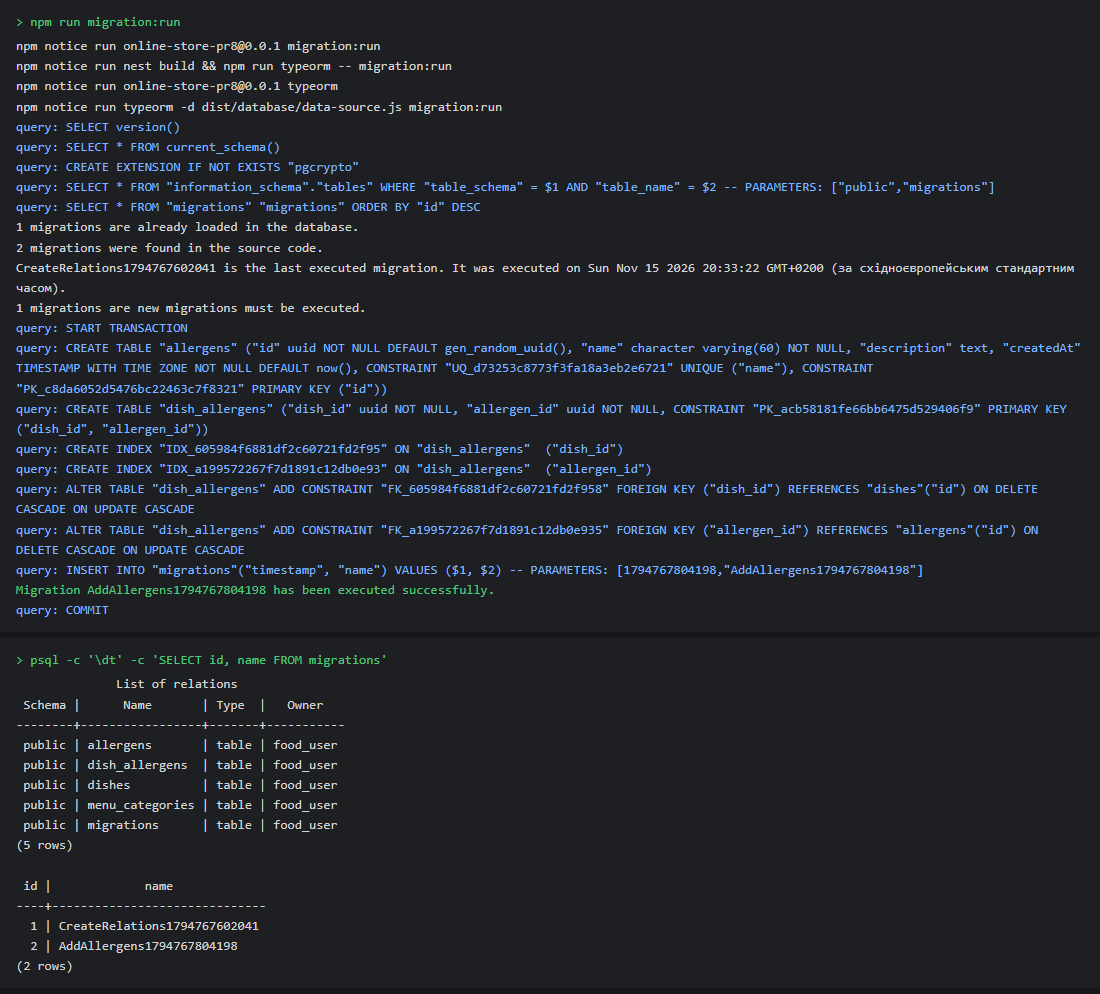 > npm run migration:run
npm notice run online-store-pr8@0.0.1 migration:run
npm notice run nest build && npm run typeorm -- migration:run
npm notice run online-store-pr8@0.0.1 typeorm
npm notice run typeorm -d dist/database/data-source.js migration:run
query: SELECT version()
query: SELECT * FROM current_schema()
query: CREATE EXTENSION IF NOT EXISTS "pgcrypto"
query: SELECT * FROM "information_schema"."tables" WHERE "table_schema" = $1 AND "table_name" = $2 -- PARAMETERS: ["public","migrations"]
query: SELECT * FROM "migrations" "migrations" ORDER BY "id" DESC
1 migrations are already loaded in the database.
2 migrations were found in the source code.
CreateRelations1794767602041 is the last executed migration. It was executed on Sun Nov 15 2026 20:33:22 GMT+0200 (за східноєвропейським стандартним
часом).
1 migrations are new migrations must be executed.
query: START TRANSACTION
query: CREATE TABLE "allergens" ("id" uuid NOT NULL DEFAULT gen_random_uuid(), "name" character varying(60) NOT NULL, "description" text, "createdAt"
TIMESTAMP WITH TIME ZONE NOT NULL DEFAULT now(), CONSTRAINT "UQ_d73253c8773f3fa18a3eb2e6721" UNIQUE ("name"), CONSTRAINT
"PK_c8da6052d5476bc22463c7f8321" PRIMARY KEY ("id"))
query: CREATE TABLE "dish_allergens" ("dish_id" uuid NOT NULL, "allergen_id" uuid NOT NULL, CONSTRAINT "PK_acb58181fe66bb6475d529406f9" PRIMARY KEY
("dish_id", "allergen_id"))
query: CREATE INDEX "IDX_605984f6881df2c60721fd2f95" ON "dish_allergens"  ("dish_id")
query: CREATE INDEX "IDX_a199572267f7d1891c12db0e93" ON "dish_allergens"  ("allergen_id")
query: ALTER TABLE "dish_allergens" ADD CONSTRAINT "FK_605984f6881df2c60721fd2f958" FOREIGN KEY ("dish_id") REFERENCES "dishes"("id") ON DELETE
CASCADE ON UPDATE CASCADE
query: ALTER TABLE "dish_allergens" ADD CONSTRAINT "FK_a199572267f7d1891c12db0e935" FOREIGN KEY ("allergen_id") REFERENCES "allergens"("id") ON
DELETE CASCADE ON UPDATE CASCADE
query: INSERT INTO "migrations"("timestamp", "name") VALUES ($1, $2) -- PARAMETERS: [1794767804198,"AddAllergens1794767804198"]
Migration AddAllergens1794767804198 has been executed successfully.
query: COMMIT
> psql -c '\dt' -c 'SELECT id, name FROM migrations'
              List of relations
 Schema |      Name       | Type  |   Owner
--------+-----------------+-------+-----------
 public | allergens       | table | food_user
 public | dish_allergens  | table | food_user
 public | dishes          | table | food_user
 public | menu_categories | table | food_user
 public | migrations      | table | food_user
(5 rows)
 id |             name
----+------------------------------
  1 | CreateRelations1794767602041
  2 | AddAllergens1794767804198
(2 rows)